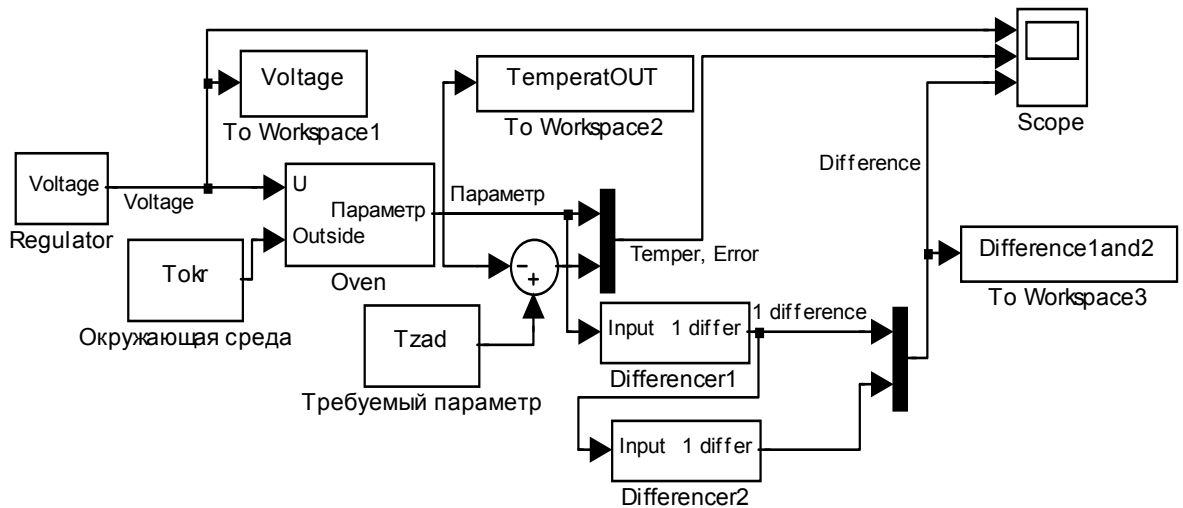 Voltage
To Workspace1
TemperatOUT
To Workspace2
Scope
Difference
Voltage
Regulator
Voltage
U
Outside
Параметр
Oven
Параметр
Tokr
Окружающая среда
Temper, Error
Difference1and2
To Workspace3
Tzad
Требуемый параметр
Input 1 differ
Differencer1
1 difference
Input 1 differ
Differencer2